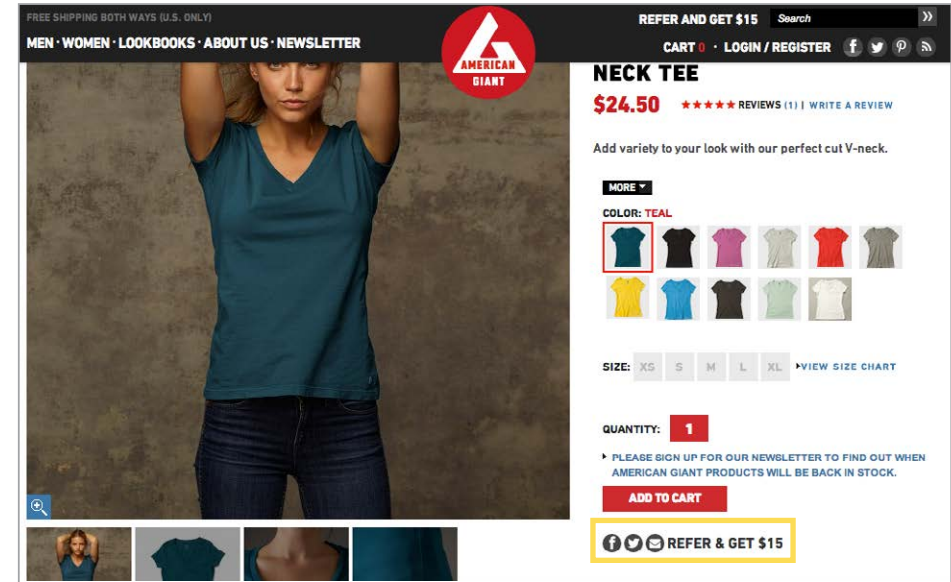 FREE SHIPPING BOTH WAYS (U.S. ONLY)
REFER AND GET $15 Search »
MEN · WOMEN · LOOKBOOKS · ABOUT US · NEWSLETTER
CART 0 · LOGIN / REGISTER
AMERICAN
GIANT
NECK TEE
$24.50 ★★★★★ REVIEWS (1) | WRITE A REVIEW
Add variety to your look with our perfect cut V-neck.
MORE
COLOR: TEAL
SIZE: XS S M L XL VIEW SIZE CHART
QUANTITY: 1
PLEASE SIGN UP FOR OUR NEWSLETTER TO FIND OUT WHEN
AMERICAN GIANT PRODUCTS WILL BE BACK IN STOCK.
ADD TO CART
REFER & GET $15